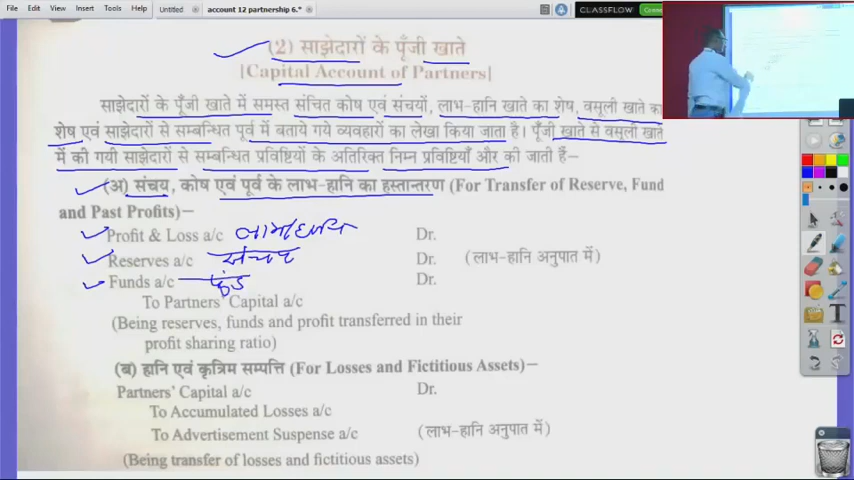 File Edit View Insert Help Untitled account 12 partnership 6.* CLASSFLOW
(2) साझेदारों के पूँजी खाते
[Capital Account of Partners]
साझेदारों के पूँजी खाते में समस्त संचित कोष एवं संचयों, लाभ-हानि खाते का शेष, वसूली खाते का
शेष एवं साझेदारों से सम्बन्धित पूर्व में बताये गये व्यवहारों का लेखा किया जाता है। पूँजी खाते से वसूली खाते
में की गयी साझेदारों से सम्बन्धित प्रविष्टियों के अतिरिक्त निम्न प्रविष्टियाँ और की जाती हैं–
(अ) संचय, कोष एवं पूर्व के लाभ-हानि का हस्तान्तरण (For Transfer of Reserve, Fund
and Past Profits)–
Profit & Loss a/c लाभ/हानि Dr.
Reserves a/c संचय Dr. (लाभ-हानि अनुपात में)
Funds a/c फंड Dr.
To Partners' Capital a/c
(Being reserves, funds and profit transferred in their
profit sharing ratio)
(ब) हानि एवं कृत्रिम सम्पत्ति (For Losses and Fictitious Assets)–
Partners' Capital a/c Dr.
To Accumulated Losses a/c
To Advertisement Suspense a/c (लाभ-हानि अनुपात में)
(Being transfer of losses and fictitious assets)